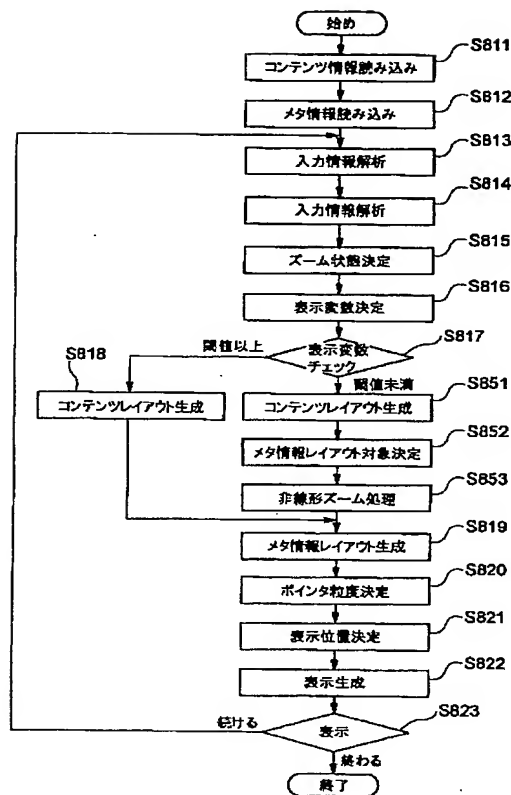 始め
S811
コンテンツ情報読み込み
S812
メタ情報読み込み
S813
入力情報解析
S814
入力情報解析
S815
ズーム状態決定
S816
表示変数決定
S817
表示変数
チェック
閾値以上
閾値未満
S818
コンテンツレイアウト生成
S851
コンテンツレイアウト生成
S852
メタ情報レイアウト対象決定
S853
非線形ズーム処理
S819
メタ情報レイアウト生成
S820
ポインタ粒度決定
S821
表示位置決定
S822
表示生成
S823
表示
続ける
終わる
終了